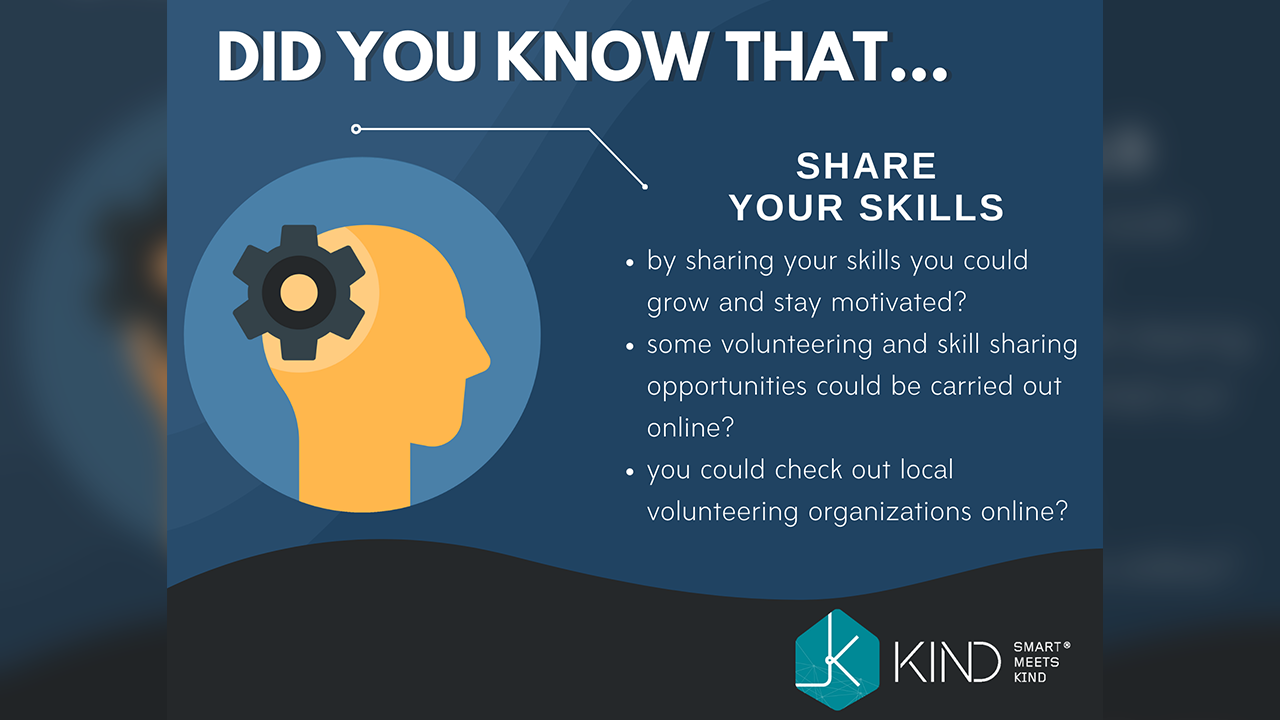 DID YOU KNOW THAT...
SHARE
YOUR SKILLS
• by sharing your skills you could
grow and stay motivated?
• some volunteering and skill sharing
opportunities could be carried out
online?
• you could check out local
volunteering organizations online?
KIND
SMART®
MEETS
KIND